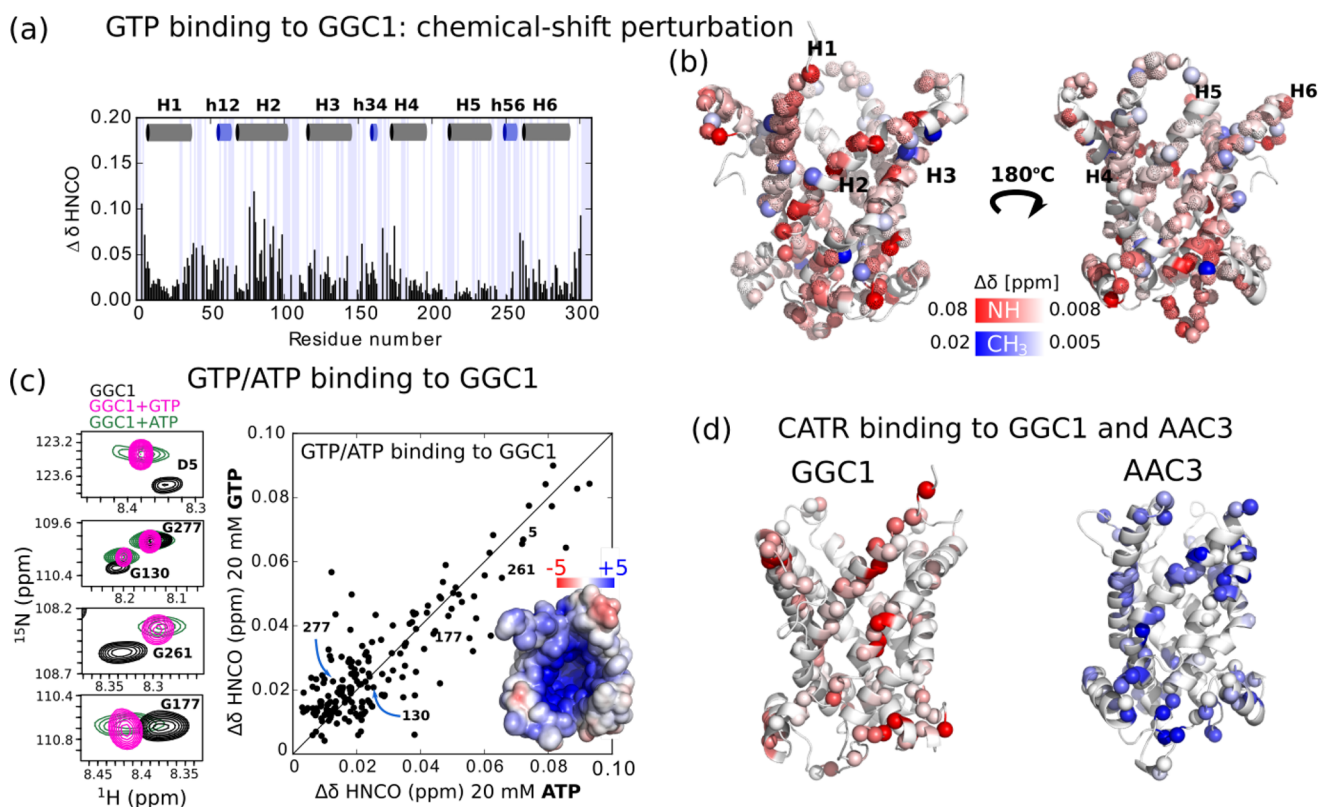 (a) GTP binding to GGC1: chemical-shift perturbation
H1 h12 H2 H3 h34 H4 H5 h56 H6
0.20
0.15
0.10
0.05
0.00
Δ δ HNCO
0 50 100 150 200 250 300
Residue number
(b)
H1
H2
H3
180°C
H5
H6
H4
Δδ [ppm]
0.08 NH 0.008
0.02 CH3 0.005
(c) GTP/ATP binding to GGC1
GGC1
GGC1+GTP
GGC1+ATP
123.2
123.6
D5
8.4 8.3
109.6
110.4
G277
G130
8.2 8.1
108.2
108.7
G261
8.35 8.3
110.4
110.8
G177
8.45 8.4 8.35
15N (ppm)
1H (ppm)
GTP/ATP binding to GGC1
0.10
0.08
0.06
0.04
0.02
0
Δδ HNCO (ppm) 20 mM GTP
5
261
277
177
130
-5 +5
0 0.02 0.04 0.06 0.08 0.10
Δδ HNCO (ppm) 20 mM ATP
(d) CATR binding to GGC1 and AAC3
GGC1 AAC3